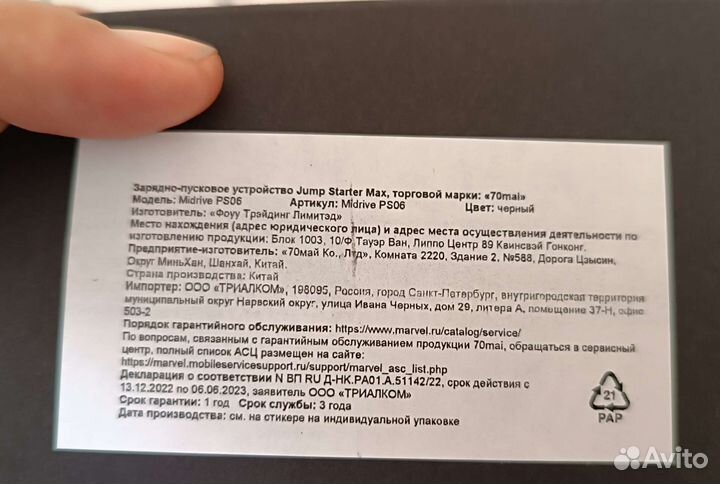 Зарядно-пусковое устройство Jump Starter Max, торговой марки: «70mai»
Модель: Midrive PS06 Артикул: Midrive PS06 Цвет: черный
Изготовитель: «Фоуу Трэйдинг Лимитэд»
Место нахождения (адрес юридического лица) и адрес места осуществления деятельности по
изготовлению продукции: Блок 1003, 10/Ф Тауэр Ван, Липпо Центр 89 Квинсвэй Гонконг.
Предприятие-изготовитель: «70май Ко., Лтд», Комната 2220, Здание 2, №588, Дорога Цзысин,
Округ МиньХан, Шанхай, Китай.
Страна производства: Китай
Импортер: ООО «ТРИАЛКОМ», 198095, Россия, город Санкт-Петербург, внутригородская территория
муниципальный округ Нарвский округ, улица Ивана Черных, дом 29, литера А, помещение 37-Н, офис
503-2
Порядок гарантийного обслуживания: https://www.marvel.ru/catalog/service/
По вопросам, связанным с гарантийным обслуживанием продукции 70mai, обращаться в сервисный
центр, полный список АСЦ размещен на сайте:
https://marvel.mobileservicesupport.ru/support/marvel_asc_list.php
Декларация о соответствии N ВП RU Д-HK.РА01.А.51142/22, срок действия с
13.12.2022 по 06.06.2023, заявитель ООО «ТРИАЛКОМ»
Срок гарантии: 1 год Срок службы: 3 года
Дата производства: см. на стикере на индивидуальной упаковке
21
PAP
Avito